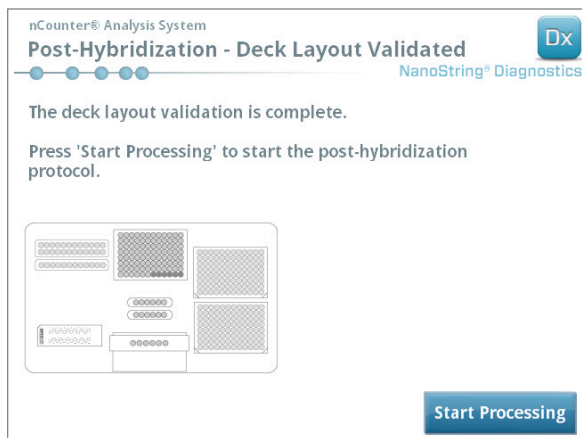 nCounter® Analysis System
Post-Hybridization - Deck Layout Validated
Dx
NanoString® Diagnostics
The deck layout validation is complete.
Press 'Start Processing' to start the post-hybridization
protocol.
Start Processing